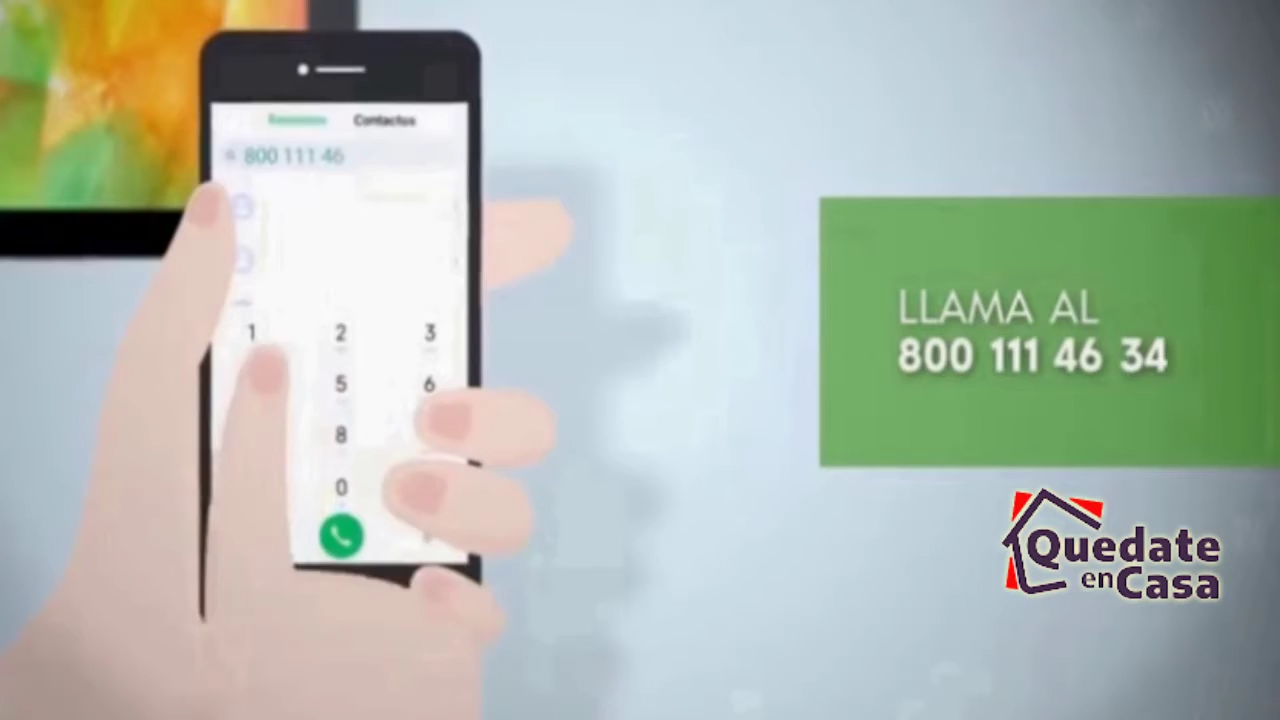 Contactos
800 111 46
1 2 3
5 6
8
0
LLAMA AL
800 111 46 34
Quedate
en Casa